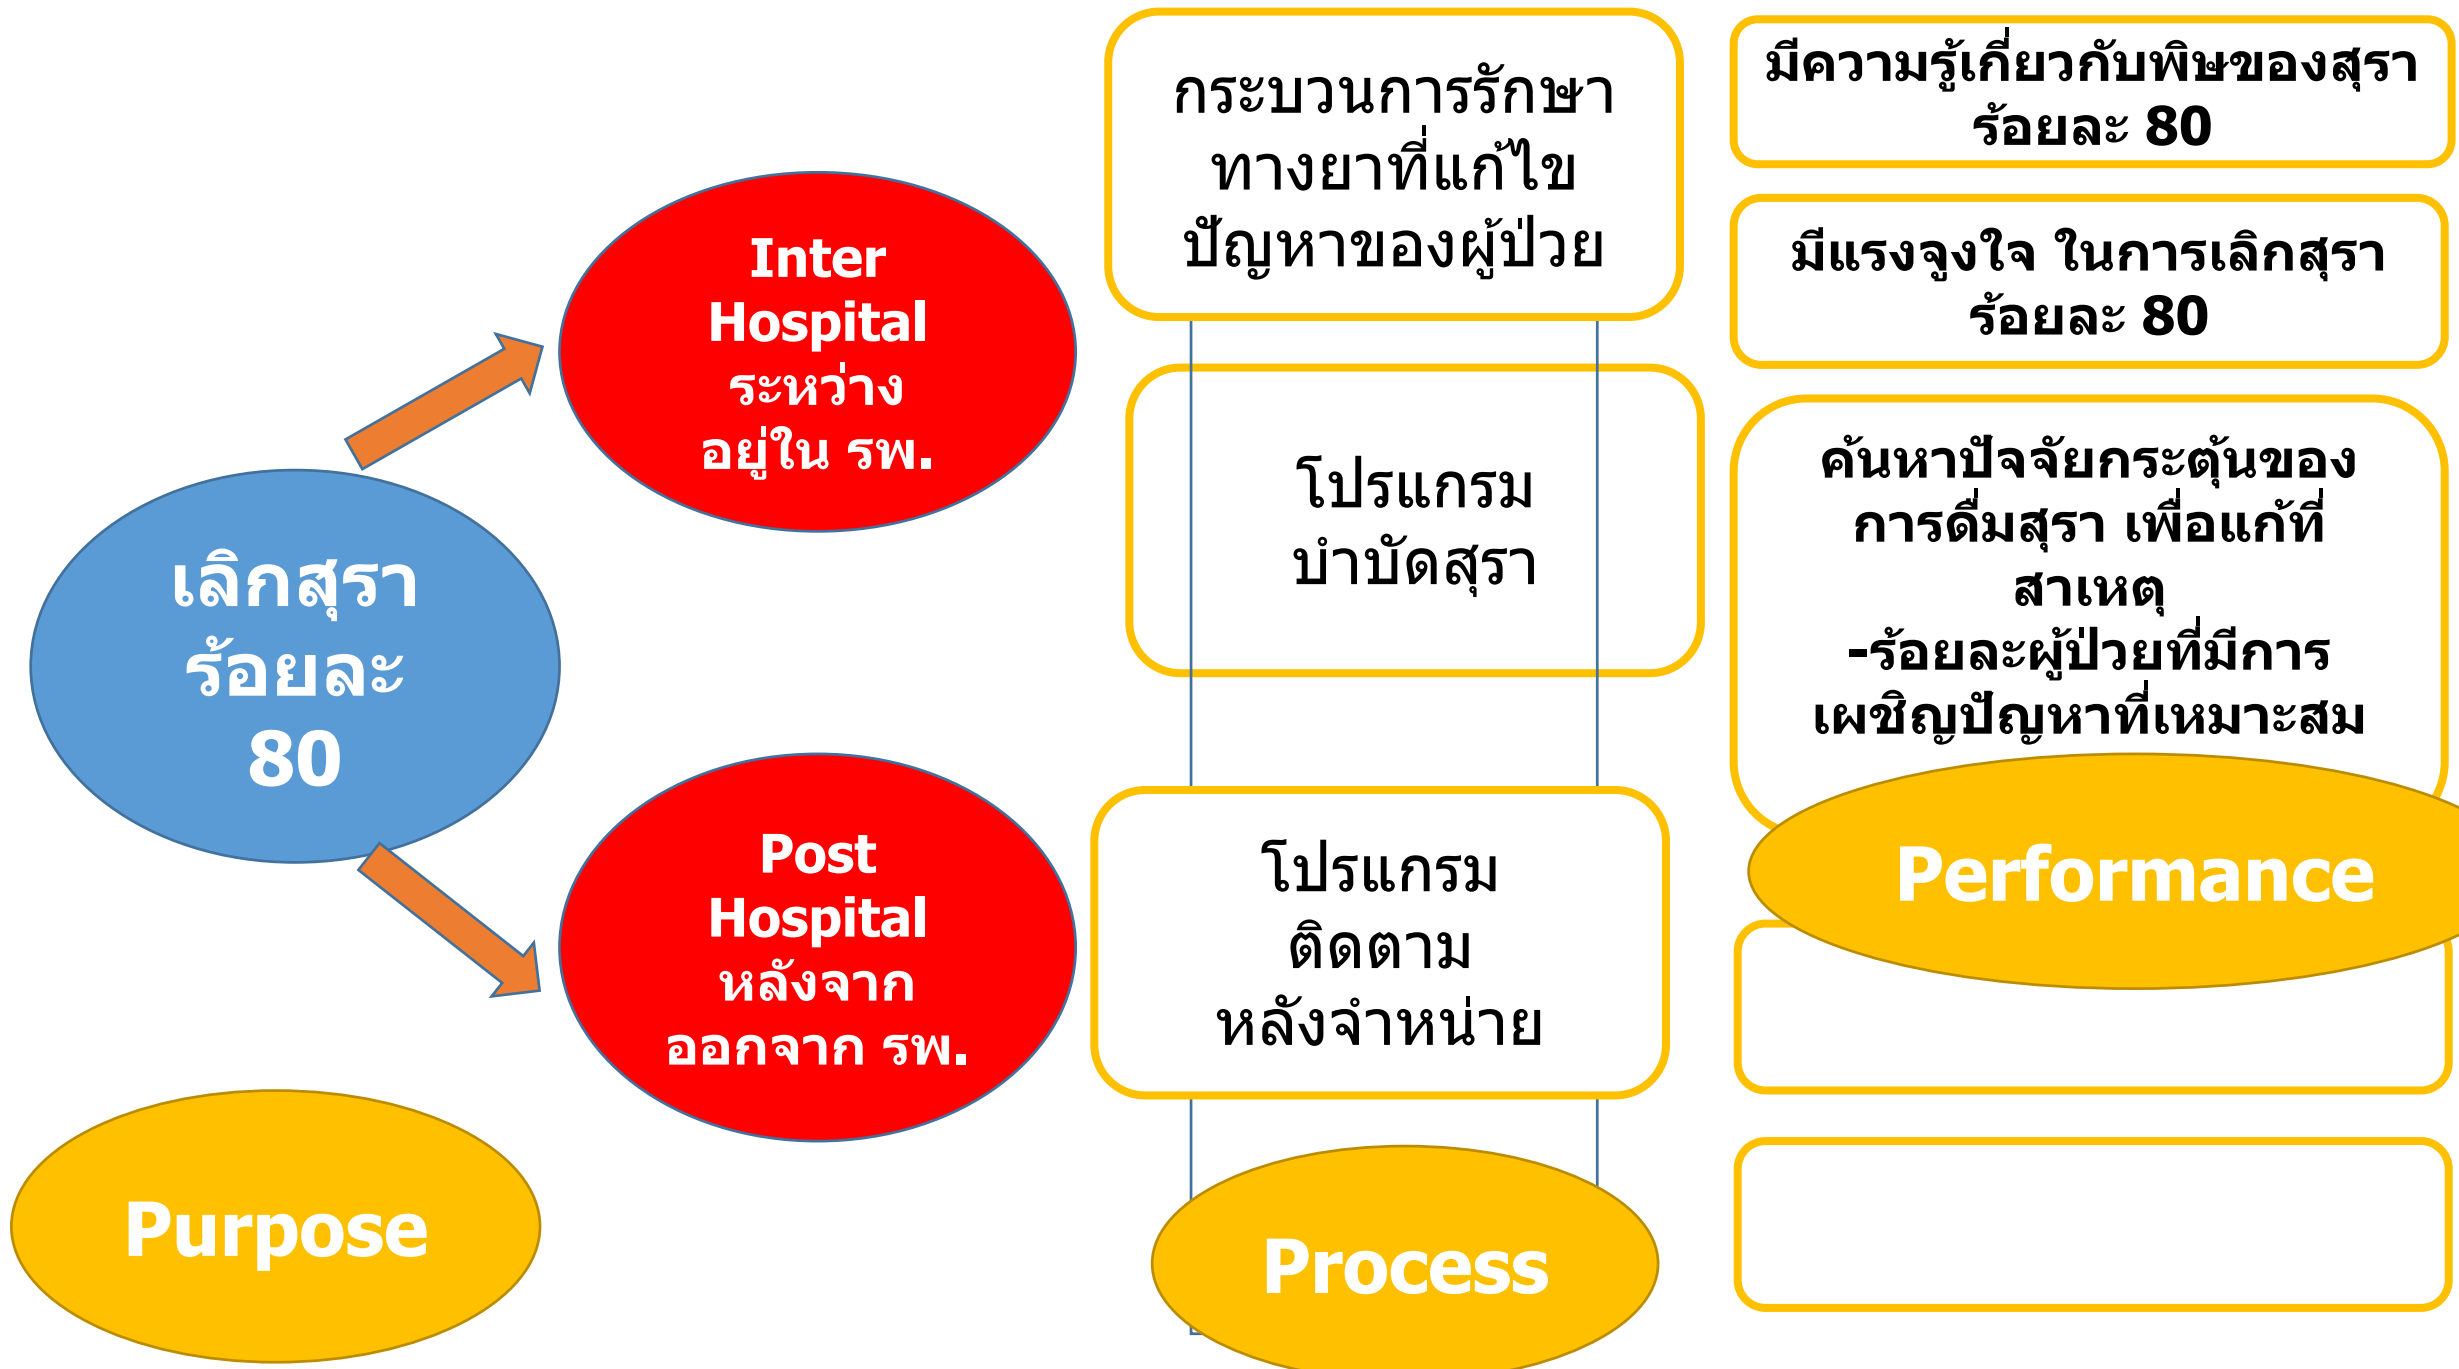 เลิกสุรา
ร้อยละ
80
Purpose
Inter
Hospital
ระหว่าง
อยู่ใน รพ.
Post
Hospital
หลังจาก
ออกจาก รพ.
กระบวนการรักษา
ทางยาที่แก้ไข
ปัญหาของผู้ป่วย
โปรแกรม
บำบัดสุรา
โปรแกรม
ติดตาม
หลังจำหน่าย
Process
มีความรู้เกี่ยวกับพิษของสุรา
ร้อยละ 80
มีแรงจูงใจ ในการเลิกสุรา
ร้อยละ 80
ค้นหาปัจจัยกระตุ้นของ
การดื่มสุรา เพื่อแก้ที่
สาเหตุ
-ร้อยละผู้ป่วยที่มีการ
เผชิญปัญหาที่เหมาะสม
Performance